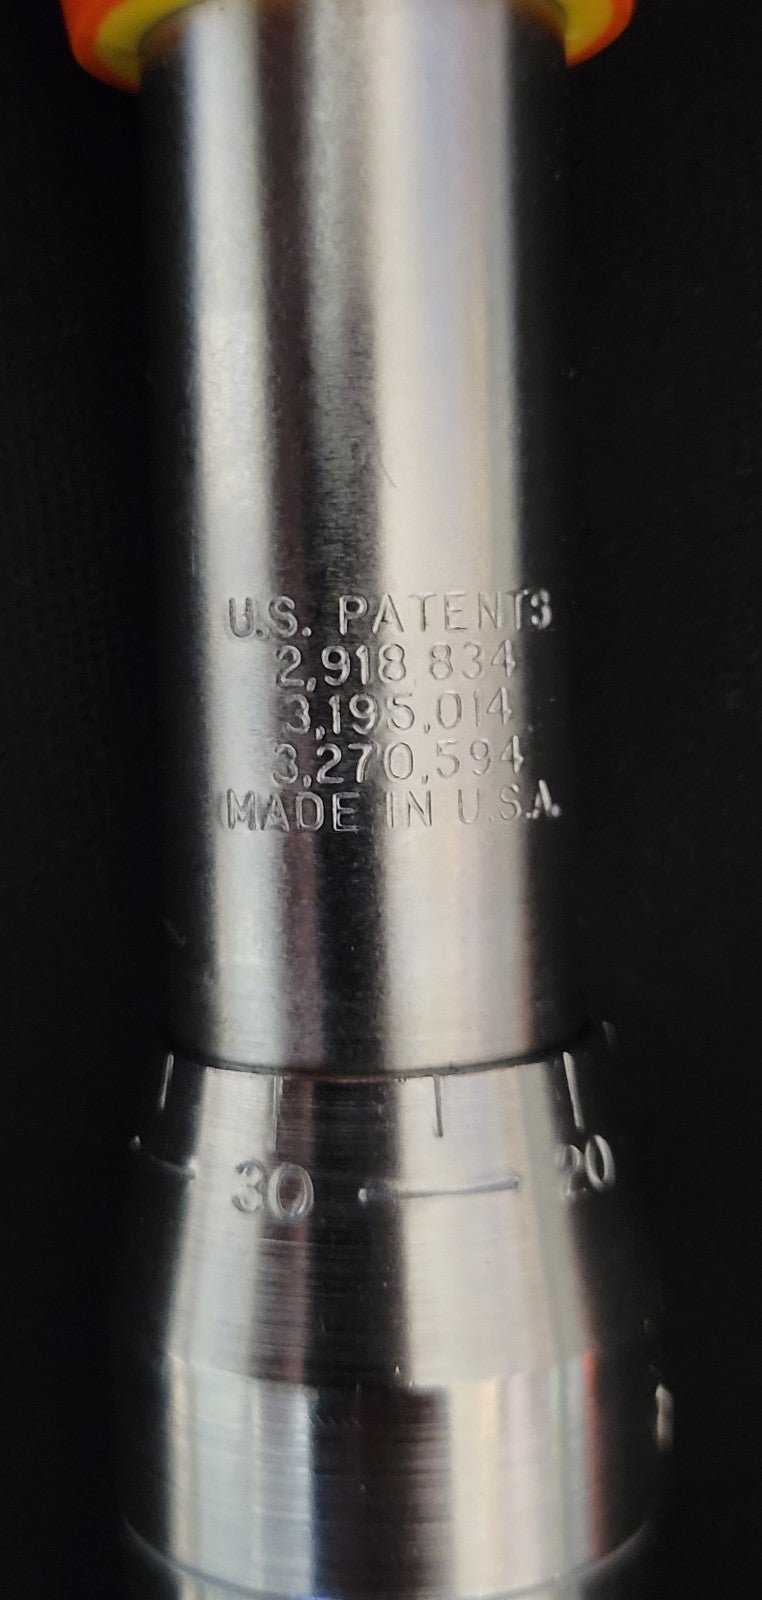 U.S. PATENTS
2,918,834
3,195,014
3,270,594
MADE IN U.S.A.
30 20